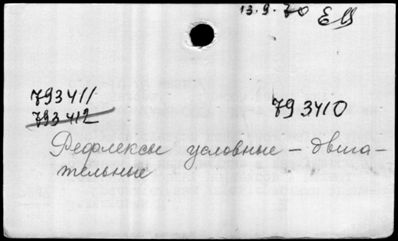 13.9.70 ЕВ
793411
793412
793410
Рефлексы условные — двига-
тельные